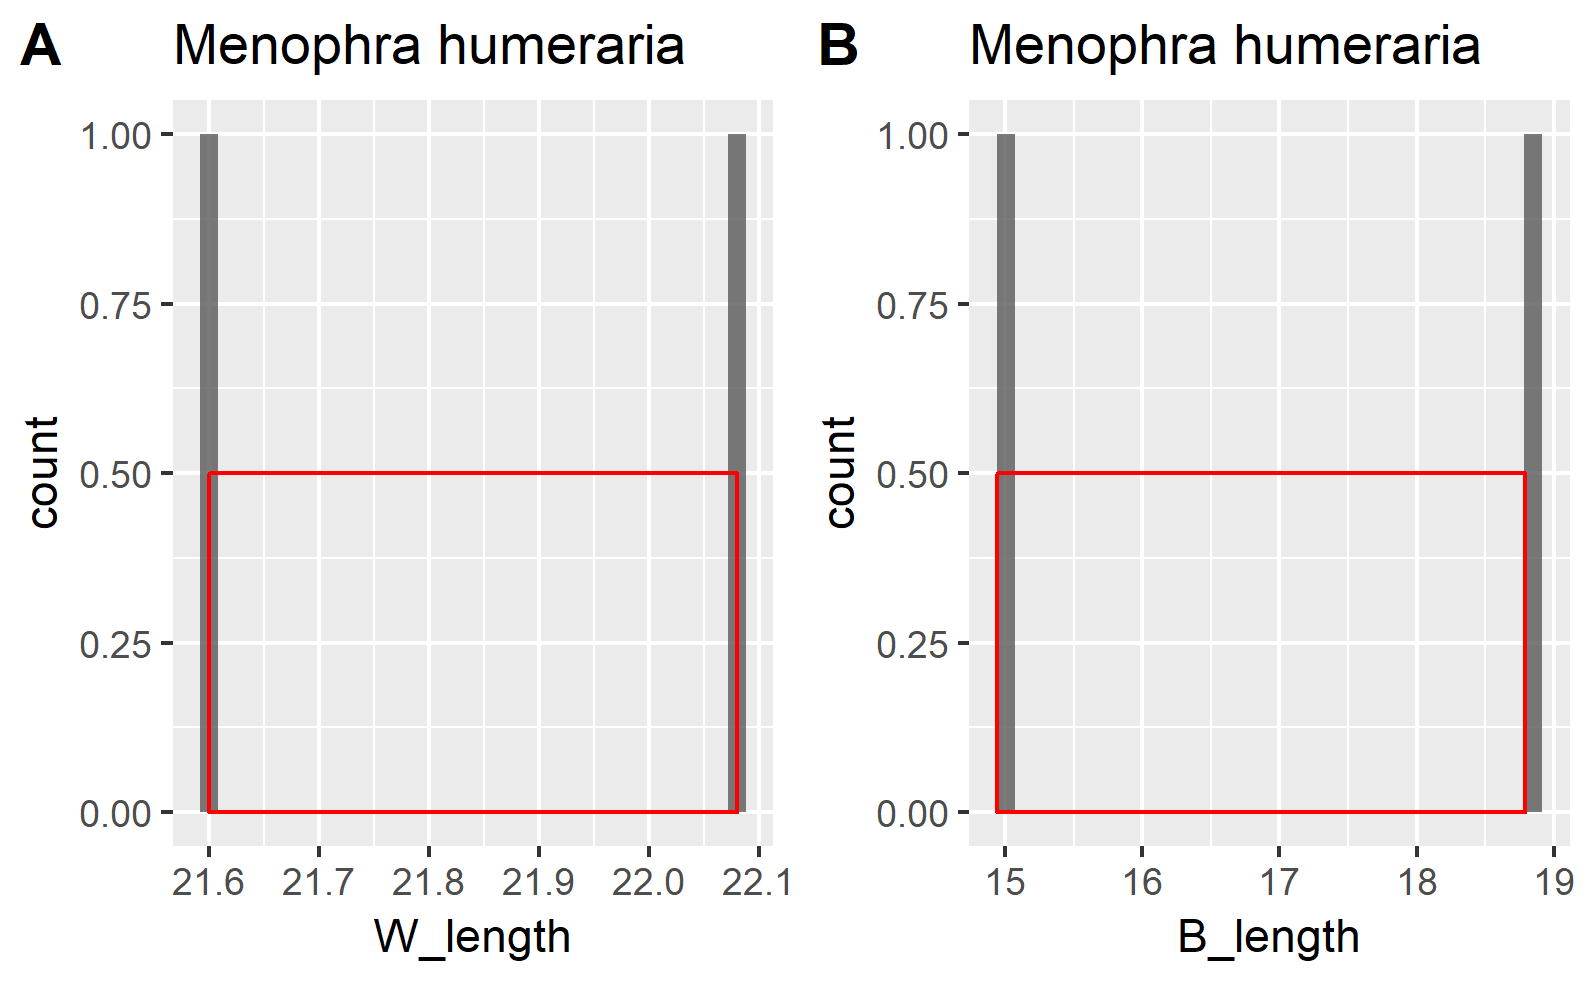 A
Menophra humeraria
1.00
0.75
0.50
0.25
0.00
count
21.6 21.7 21.8 21.9 22.0 22.1
W_length
B
Menophra humeraria
1.00
0.75
0.50
0.25
0.00
count
15 16 17 18 19
B_length